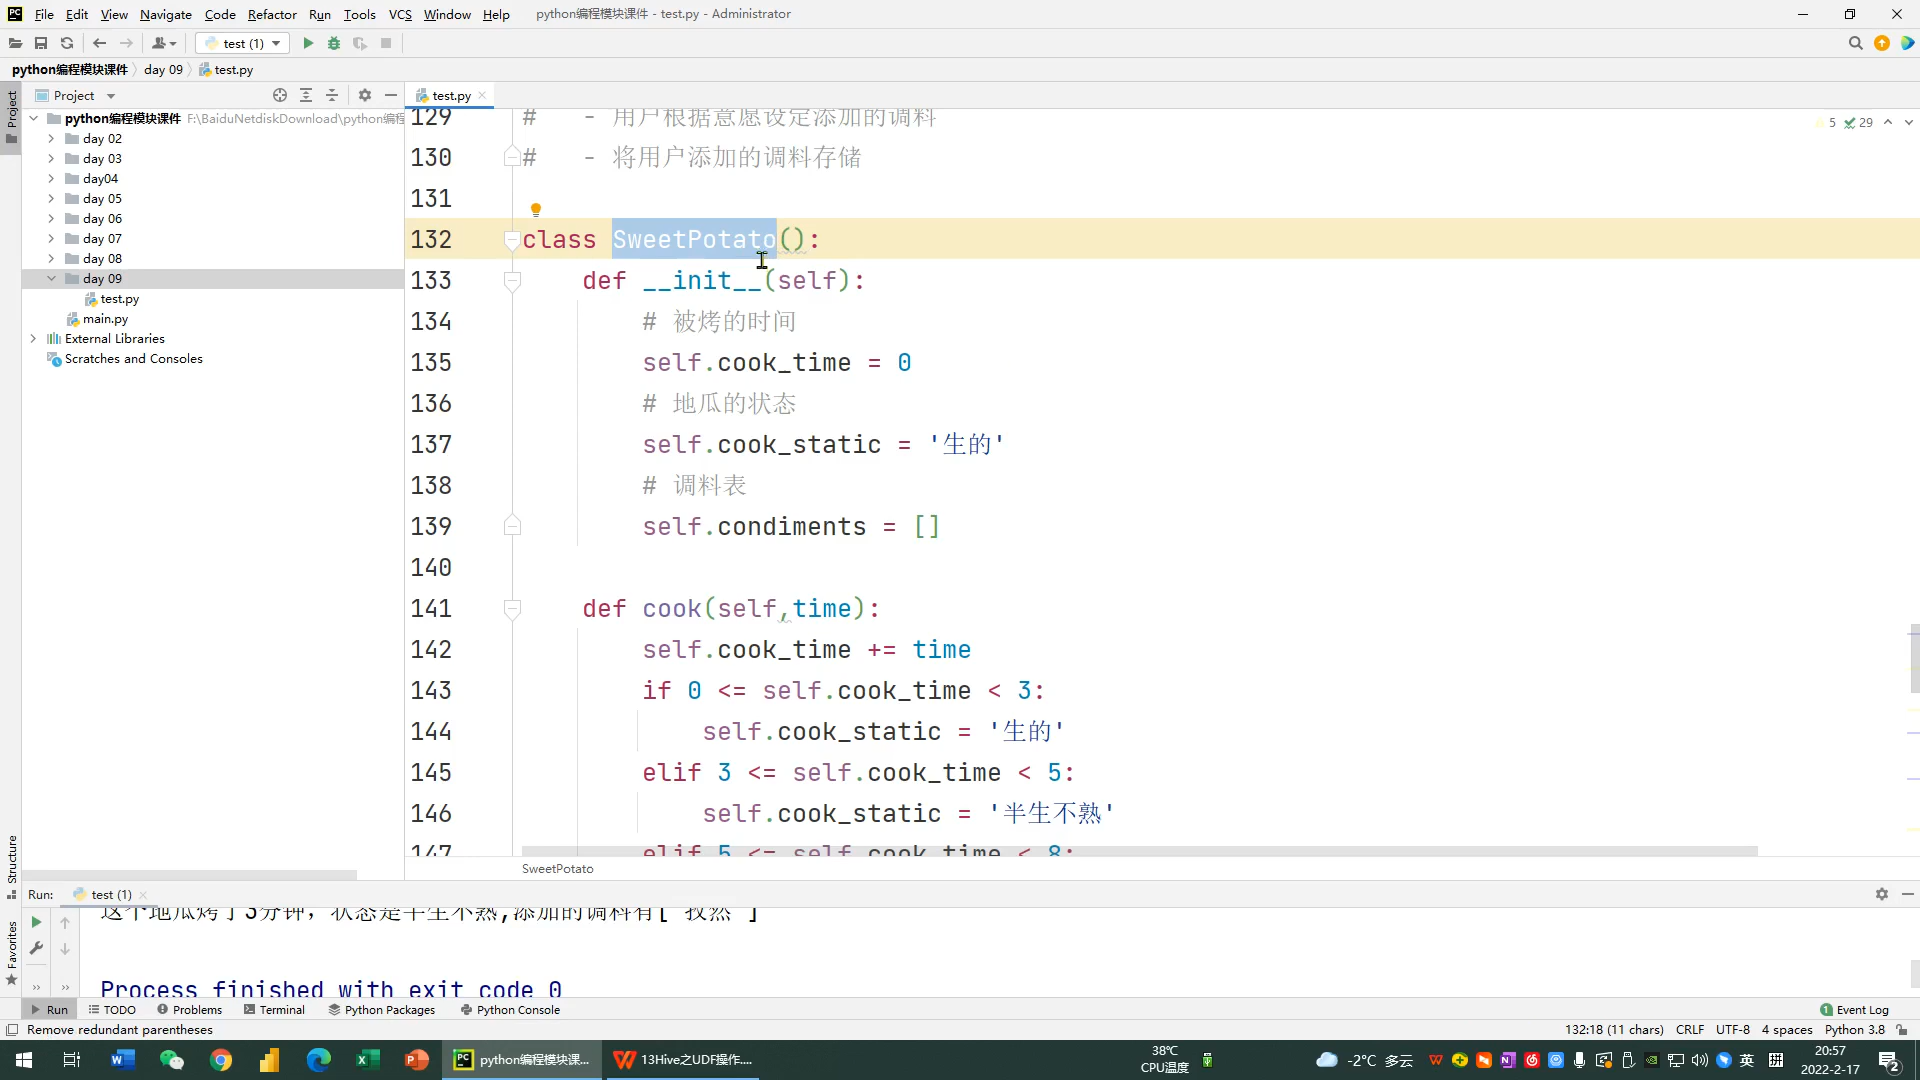 PC File Edit View Navigate Code Refactor Run Tools VCS Window Help python编程模块课件 - test.py - Administrator
test (1)
python编程模块课件 day 09 test.py
Project
Project
test.py
python编程模块课件 F:\BaiduNetdiskDownload\python编程
day 02
day 03
day04
day 05
day 06
day 07
day 08
day 09
test.py
main.py
External Libraries
Scratches and Consoles
5 29
129 # - 用户根据意愿设定添加的调料
130 # - 将用户添加的调料存储
131
132 class SweetPotato():
133 def __init__(self):
134 # 被烤的时间
135 self.cook_time = 0
136 # 地瓜的状态
137 self.cook_static = '生的'
138 # 调料表
139 self.condiments = []
140
141 def cook(self,time):
142 self.cook_time += time
143 if 0 <= self.cook_time < 3:
144 self.cook_static = '生的'
145 elif 3 <= self.cook_time < 5:
146 self.cook_static = '半生不熟'
147 elif 5 <= self.cook_time < 8:
SweetPotato
Structure
Favorites
Run: test (1)
这个地瓜烤了3分钟，状态是半生不熟,添加的调料有['孜然']
Process finished with exit code 0
Run TODO Problems Terminal Python Packages Python Console
1 Event Log
Remove redundant parentheses
132:18 (11 chars) CRLF UTF-8 4 spaces Python 3.8
PC python编程模块课...
13Hive之UDF操作....
38℃
CPU温度
-2°C 多云
英
拼
20:57
2022-2-17
2